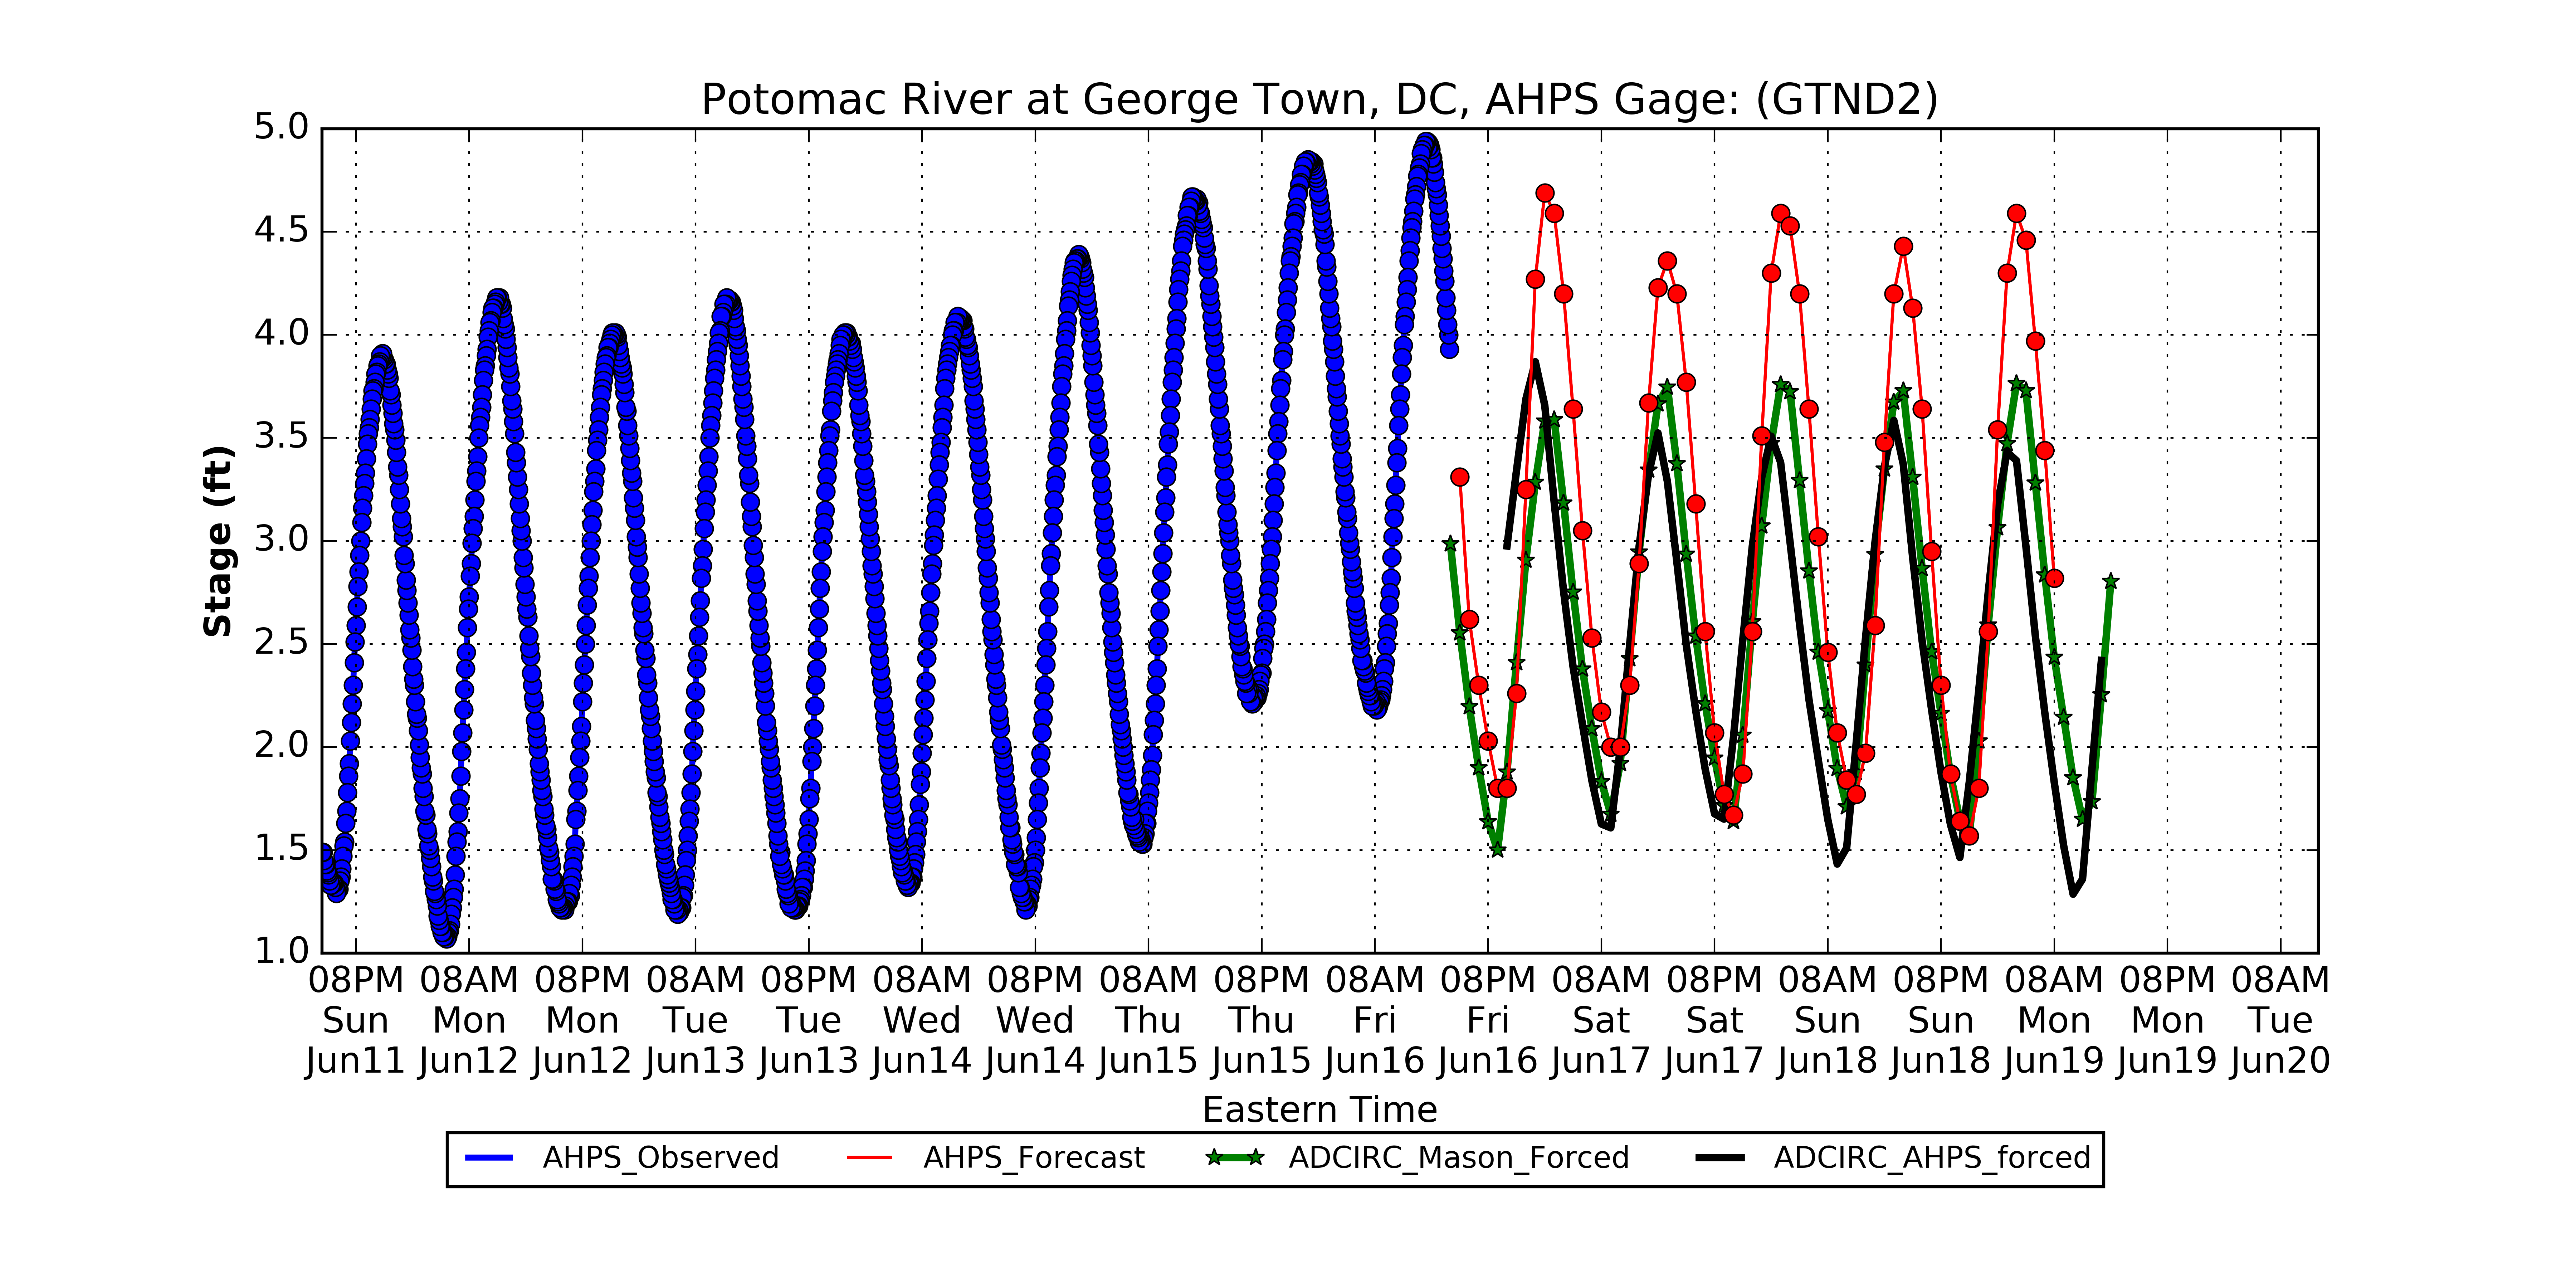 Potomac River at George Town, DC, AHPS Gage: (GTND2)
5.0
4.5
4.0
3.5
3.0
2.5
2.0
1.5
1.0
Stage (ft)
08PM 08AM 08PM 08AM 08PM 08AM 08PM 08AM 08PM 08AM 08PM 08AM 08PM 08AM 08PM 08AM 08PM 08AM
Sun Mon Mon Tue Tue Wed Wed Thu Thu Fri Fri Sat Sat Sun Sun Mon Mon Tue
Jun11 Jun12 Jun12 Jun13 Jun13 Jun14 Jun14 Jun15 Jun15 Jun16 Jun16 Jun17 Jun17 Jun18 Jun18 Jun19 Jun19 Jun20
Eastern Time
AHPS_Observed AHPS_Forecast ADCIRC_Mason_Forced ADCIRC_AHPS_forced